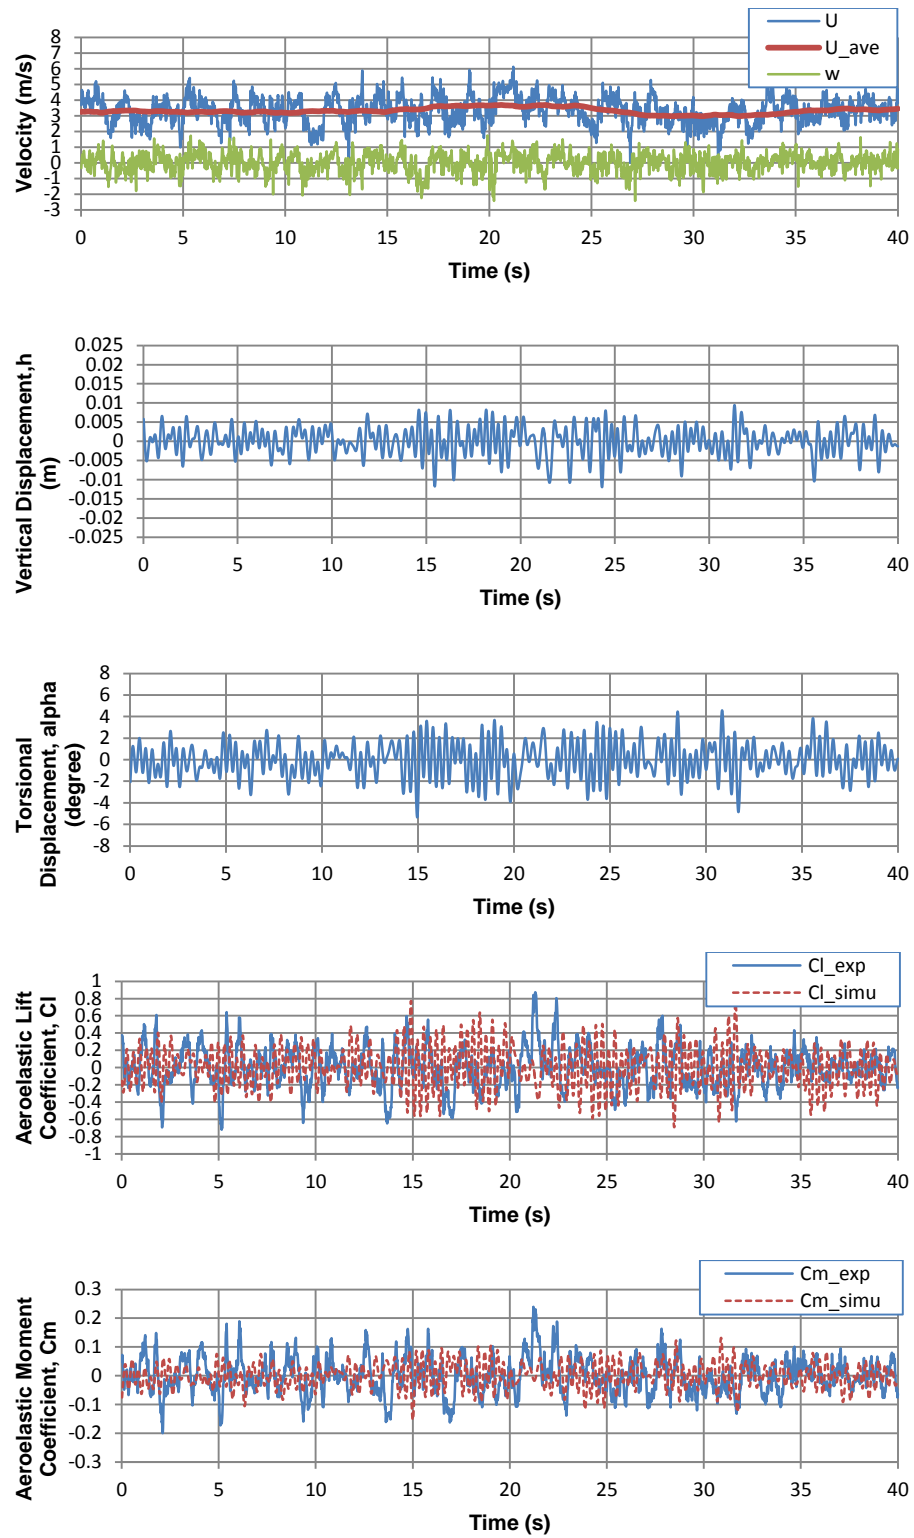 U
U_ave
w
Velocity (m/s)
8
7
6
5
4
3
2
1
0
-1
-2
-3
0 5 10 15 20 25 30 35 40
Time (s)
Vertical Displacement,h
(m)
0.025
0.02
0.015
0.01
0.005
0
-0.005
-0.01
-0.015
-0.02
-0.025
0 5 10 15 20 25 30 35 40
Time (s)
Torsional
Displacement, alpha
(degree)
8
6
4
2
0
-2
-4
-6
-8
0 5 10 15 20 25 30 35 40
Time (s)
Cl_exp
Cl_simu
Aeroelastic Lift
Coefficient, Cl
1
0.8
0.6
0.4
0.2
0
-0.2
-0.4
-0.6
-0.8
-1
0 5 10 15 20 25 30 35 40
Time (s)
Cm_exp
Cm_simu
Aeroelastic Moment
Coefficient, Cm
0.3
0.2
0.1
0
-0.1
-0.2
-0.3
0 5 10 15 20 25 30 35 40
Time (s)